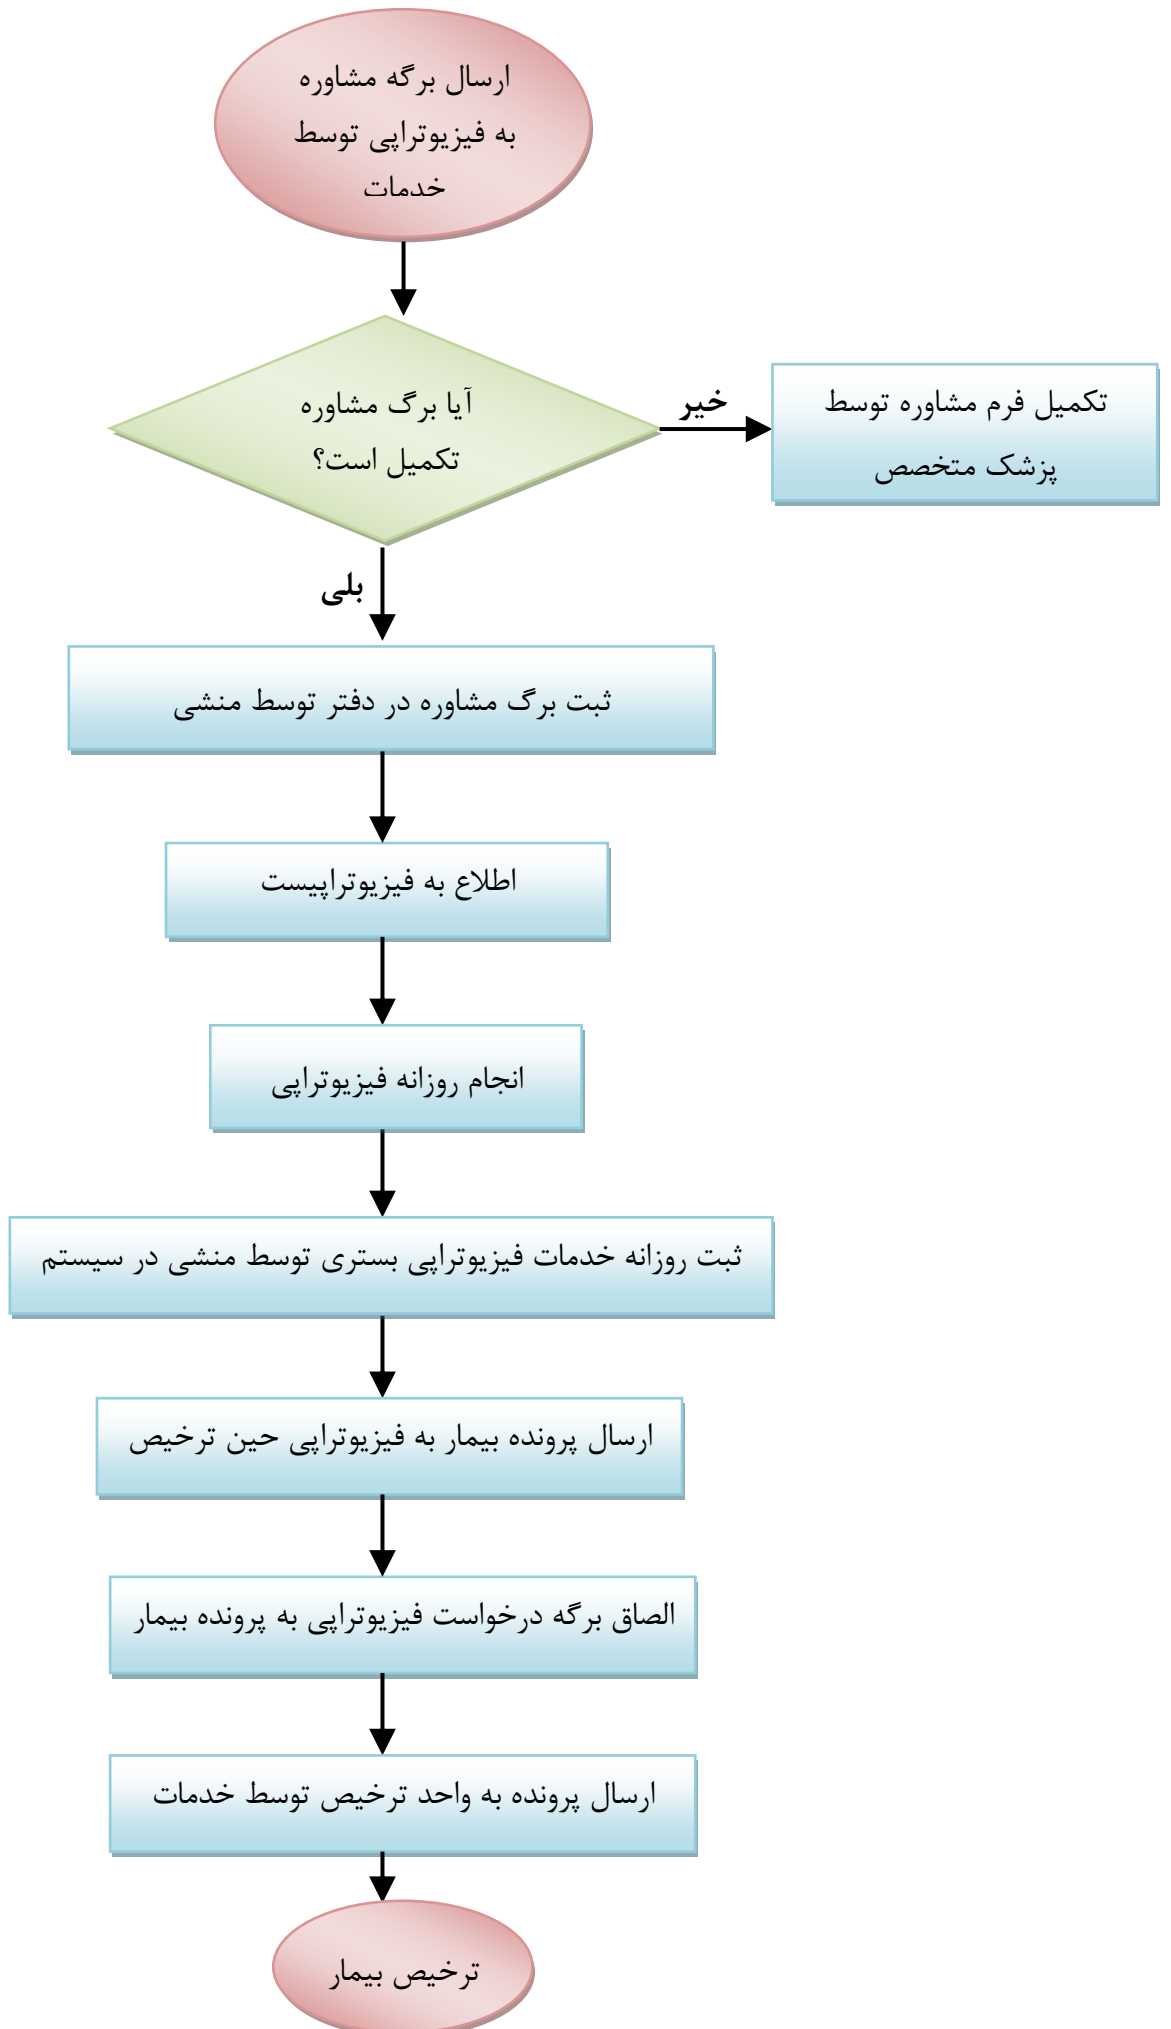 ارسال برگه مشاوره
به فیزیوتراپی توسط
خدمات
آیا برگ مشاوره
تکمیل است؟
خیر
تکمیل فرم مشاوره توسط
پزشک متخصص
بلی
ثبت برگ مشاوره در دفتر توسط منشی
اطلاع به فیزیوتراپیست
انجام روزانه فیزیوتراپی
ثبت روزانه خدمات فیزیوتراپی بستری توسط منشی در سیستم
ارسال پرونده بیمار به فیزیوتراپی حین ترخیص
الصاق برگه درخواست فیزیوتراپی به پرونده بیمار
ارسال پرونده به واحد ترخیص توسط خدمات
ترخیص بیمار